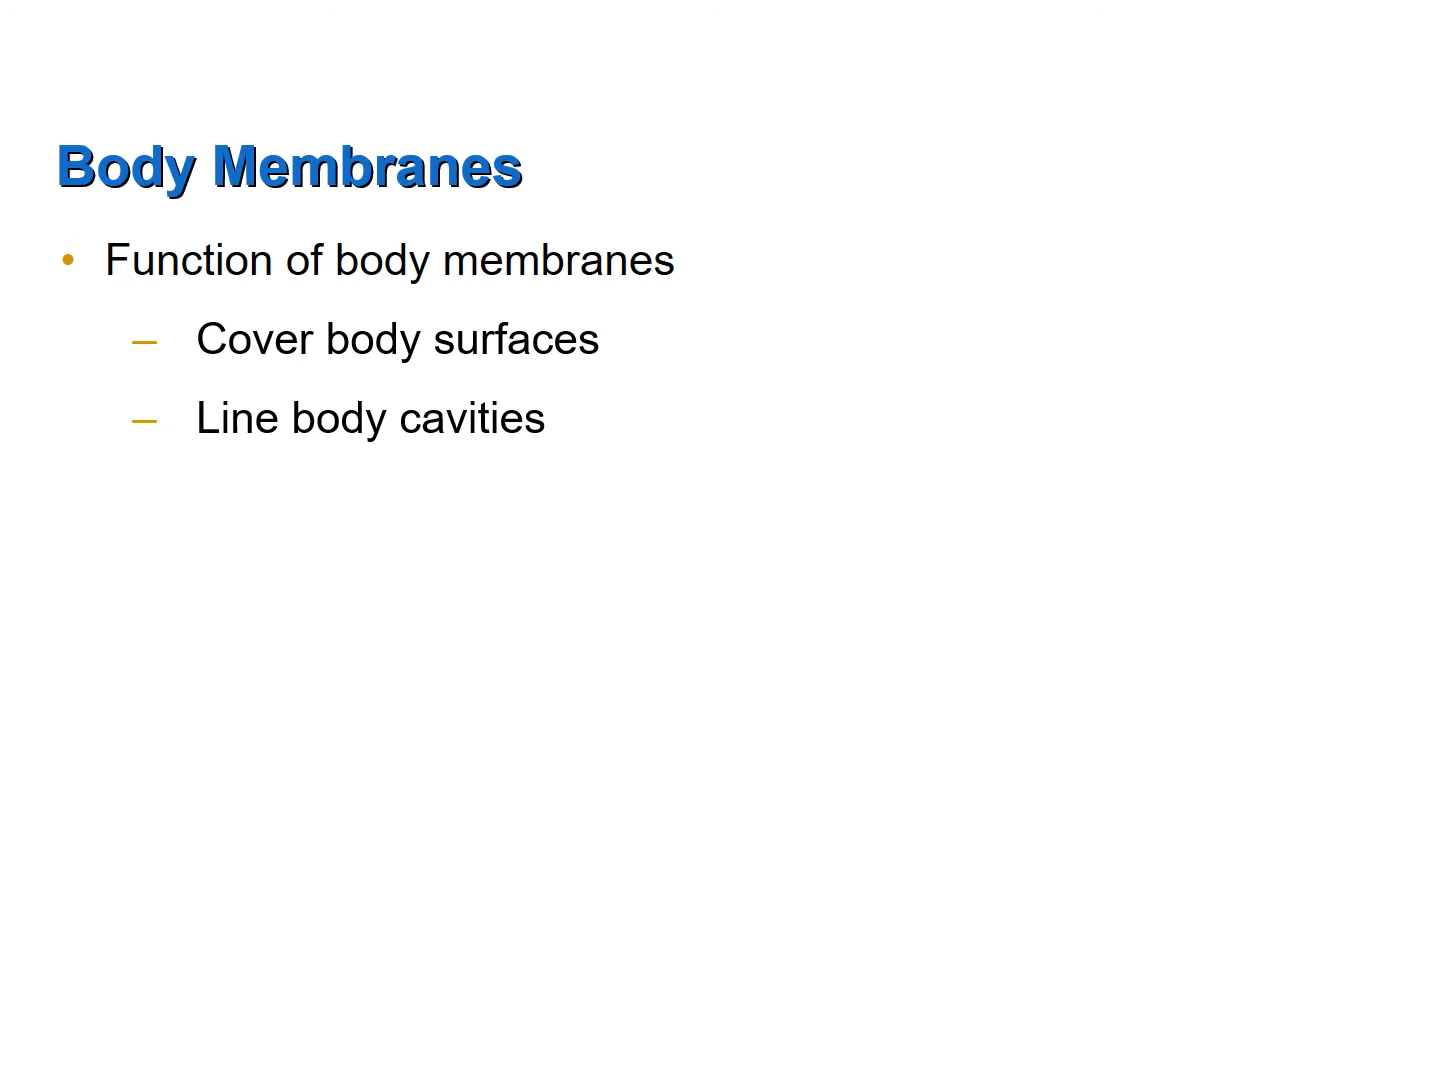 Body Membranes
• Function of body membranes
– Cover body surfaces
– Line body cavities